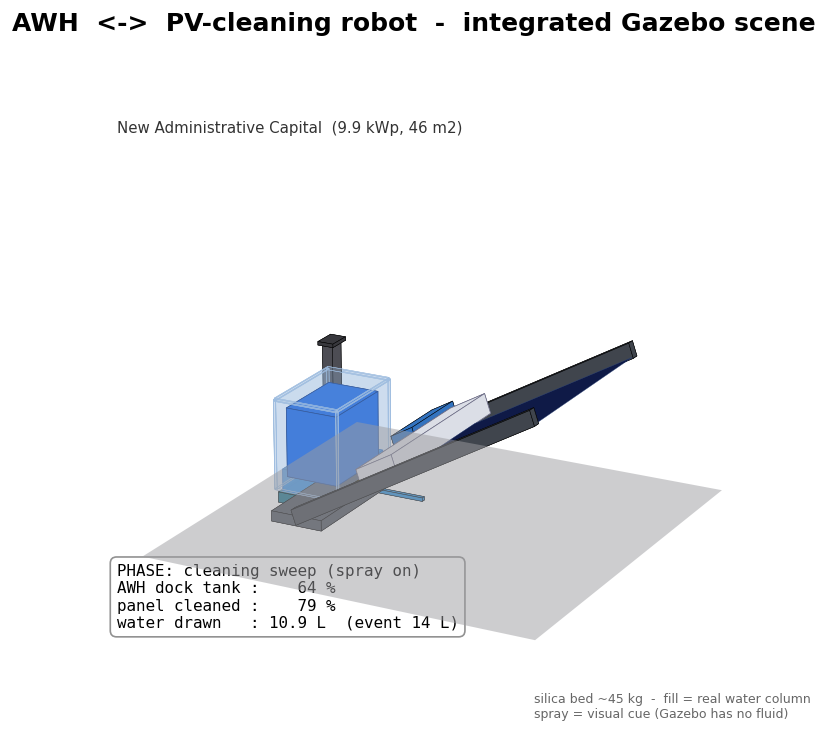 AWH <-> PV-cleaning robot - integrated Gazebo scene
New Administrative Capital (9.9 kWp, 46 m2)
PHASE: cleaning sweep (spray on)
AWH dock tank : 64 %
panel cleaned : 79 %
water drawn : 10.9 L (event 14 L)
silica bed ~45 kg - fill = real water column
spray = visual cue (Gazebo has no fluid)